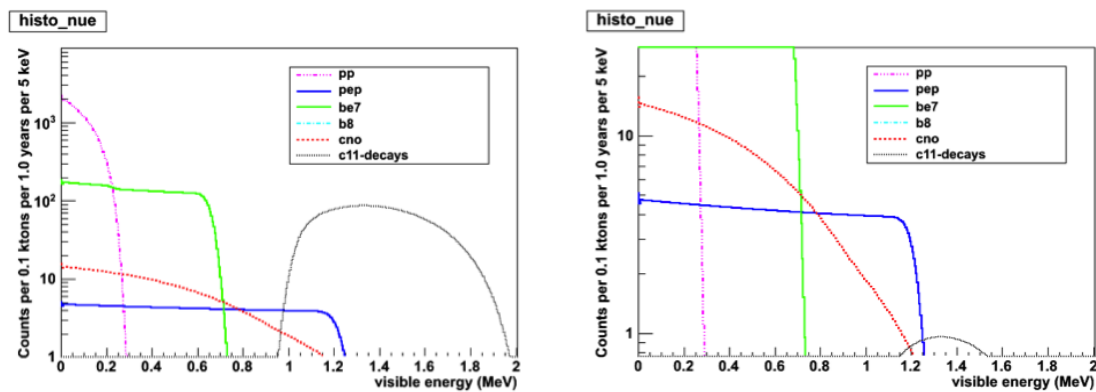 histo_nue
Counts per 0.1 ktons per 1.0 years per 5 keV
10³
10²
10
1
pp
pep
be7
b8
cno
c11-decays
0 0.2 0.4 0.6 0.8 1 1.2 1.4 1.6 1.8 2
visible energy (MeV)
histo_nue
Counts per 0.1 ktons per 1.0 years per 5 keV
10
1
pp
pep
be7
b8
cno
c11-decays
0 0.2 0.4 0.6 0.8 1 1.2 1.4 1.6 1.8 2
visible energy (MeV)